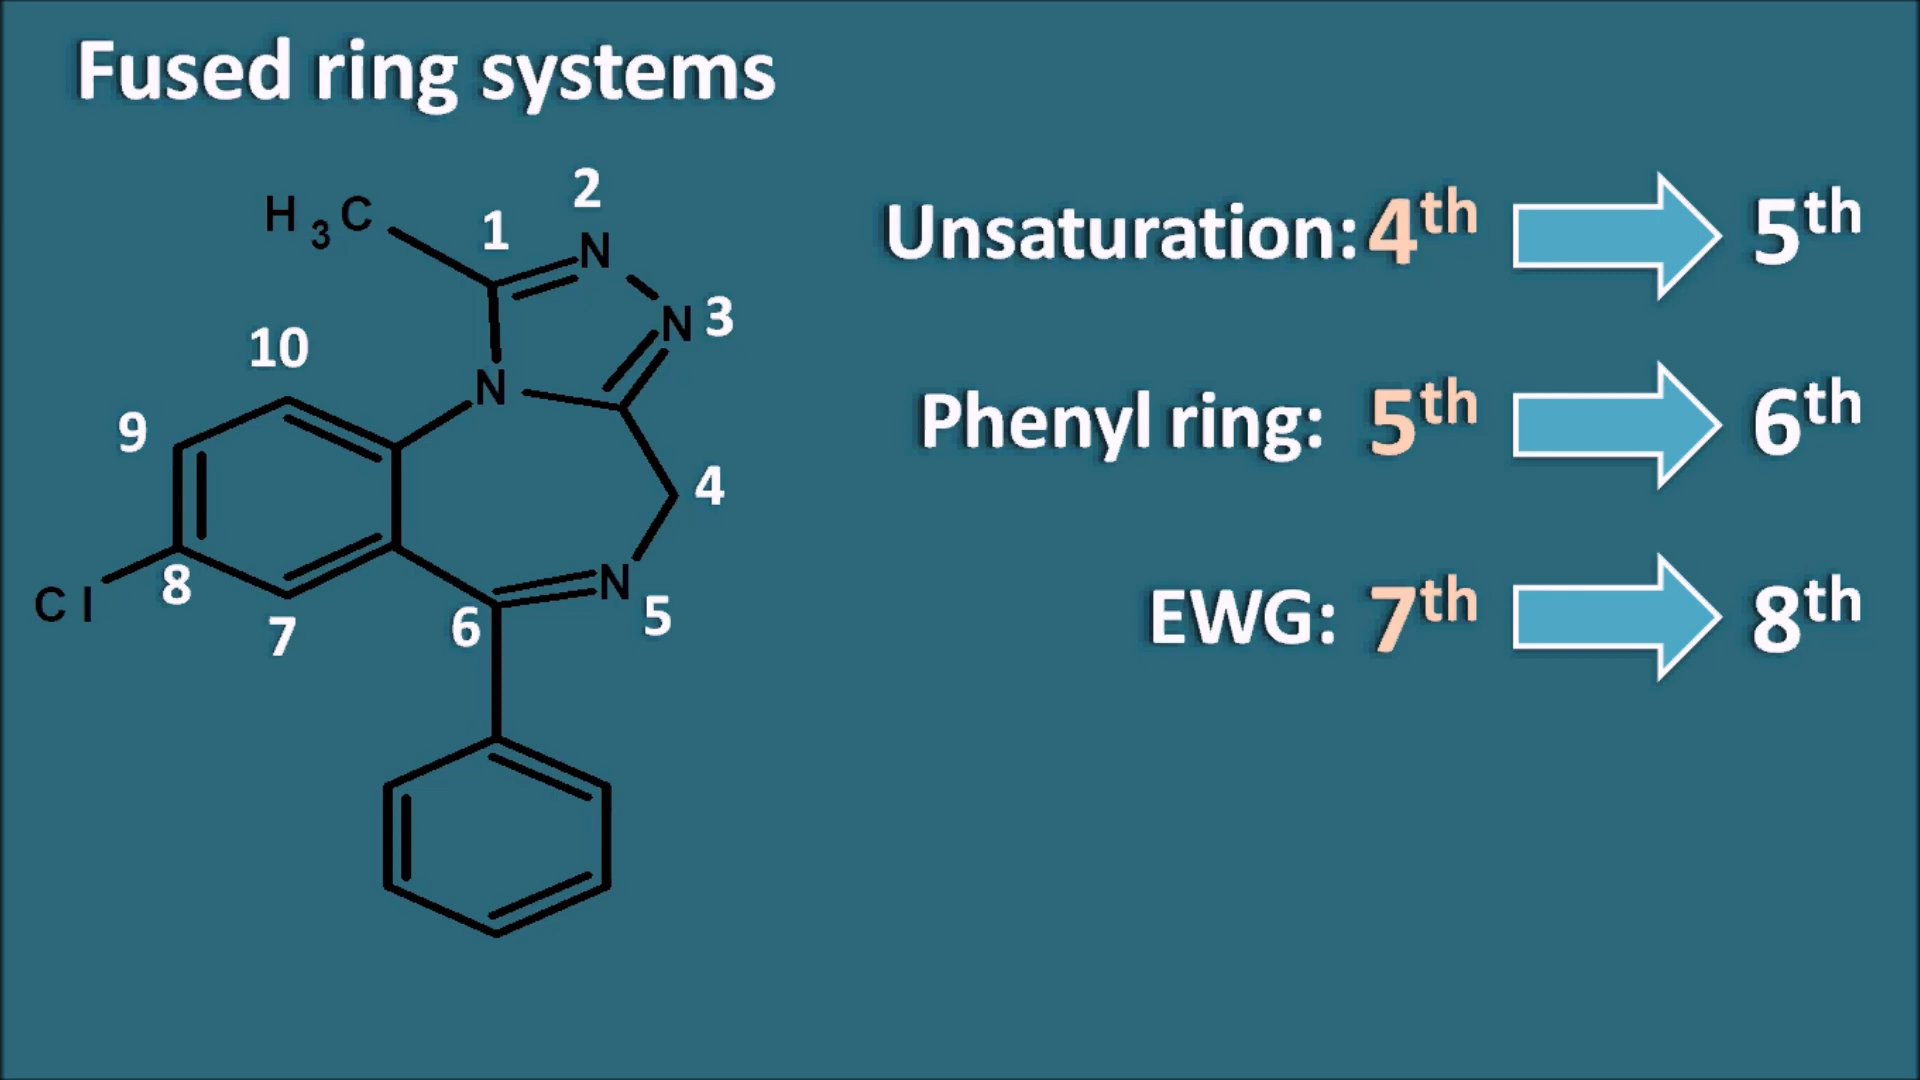 Fused ring systems
H3C
1
2
N
N 3
10
N
9
4
Cl
8
7
6
N
5
Unsaturation: 4th 5th
Phenyl ring: 5th 6th
EWG: 7th 8th